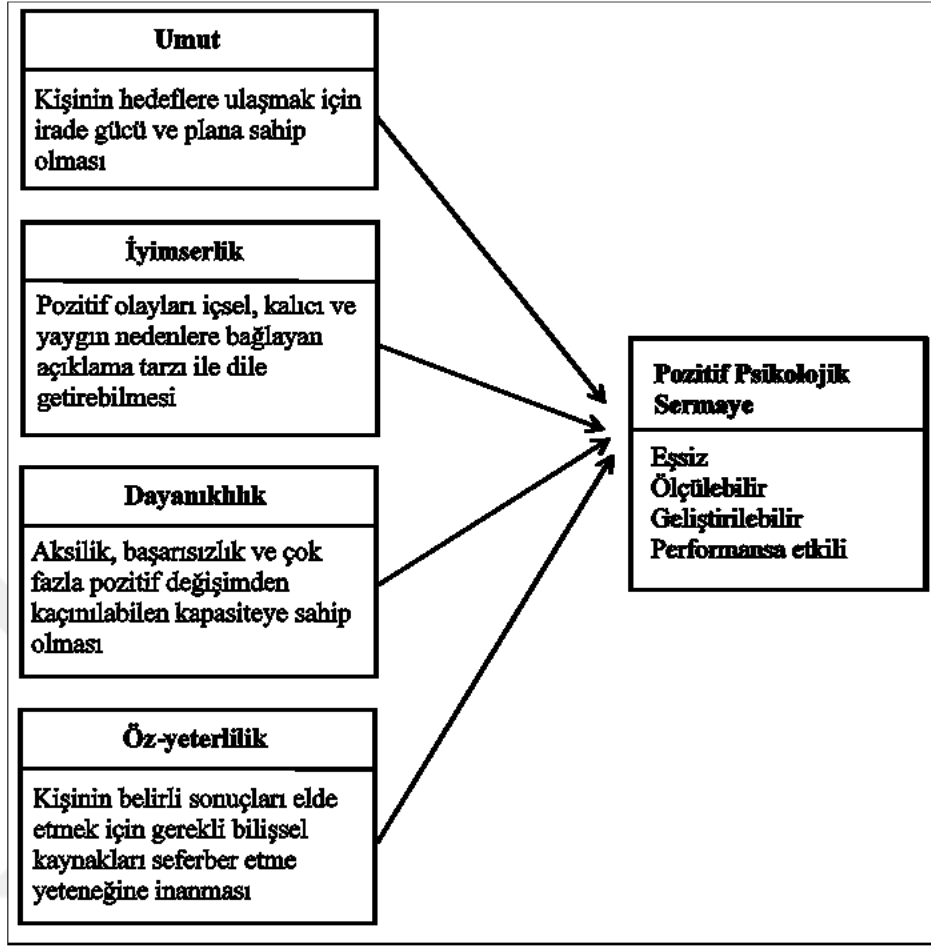 Umut
Kişinin hedeflere ulaşmak için
irade gücü ve plana sahip
olması
İyimserlik
Pozitif olayları içsel, kalıcı ve
yaygın nedenlere bağlayan
açıklama tarzı ile dile
getirebilmesi
Dayanıklılık
Aksilik, başarısızlık ve çok
fazla pozitif değişimden
kaçınılabilen kapasiteye sahip
olması
Öz-yeterlilik
Kişinin belirli sonuçları elde
etmek için gerekli bilişsel
kaynakları seferber etme
yeteneğine inanması
Pozitif Psikolojik
Sermaye
Eşsiz
Ölçülebilir
Geliştirilebilir
Performansa etkili